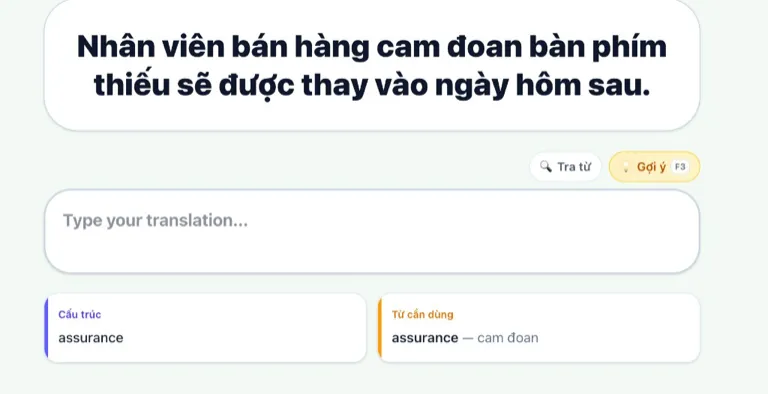 Nhân viên bán hàng cam đoan bàn phím
thiếu sẽ được thay vào ngày hôm sau.
Tra từ
Gợi ý F3
Type your translation...
Cấu trúc
assurance
Từ cần dùng
assurance — cam đoan